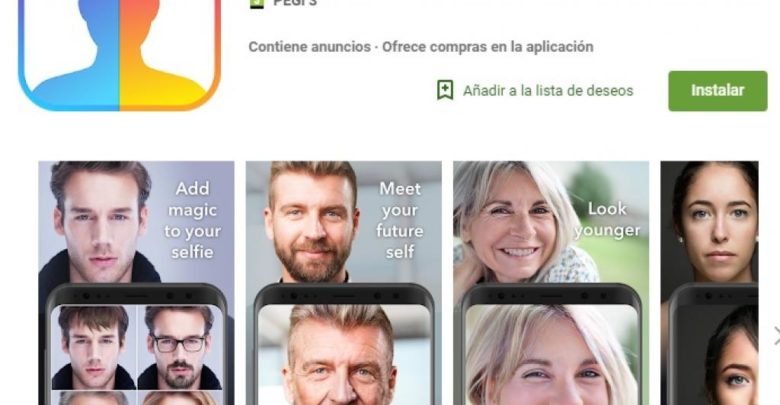 PEGI 3
Contiene anuncios · Ofrece compras en la aplicación
Añadir a la lista de deseos
Instalar
Add
magic
to your
selfie
Meet
your
future
self
Look
younger